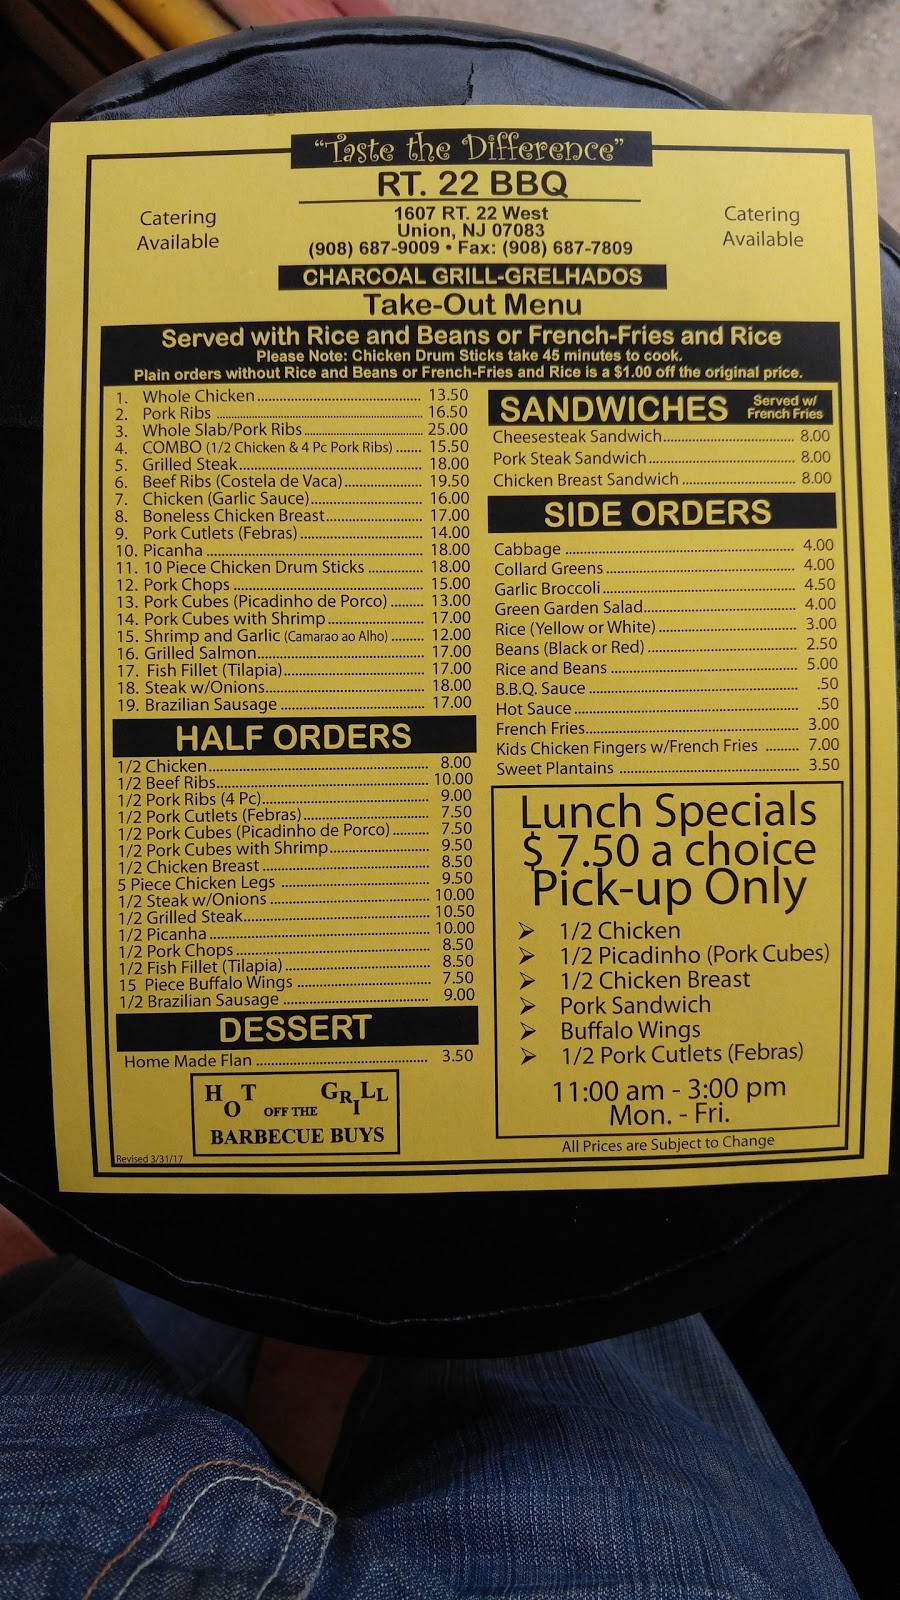 "Taste the Difference"
RT. 22 BBQ
Catering
Available
1607 RT. 22 West
Union, NJ 07083
(908) 687-9009 • Fax: (908) 687-7809
Catering
Available
CHARCOAL GRILL-GRELHADOS
Take-Out Menu
Served with Rice and Beans or French-Fries and Rice
Please Note: Chicken Drum Sticks take 45 minutes to cook.
Plain orders without Rice and Beans or French-Fries and Rice is a $1.00 off the original price.
1. Whole Chicken 13.50
2. Pork Ribs 16.50
3. Whole Slab/Pork Ribs 25.00
4. COMBO (1/2 Chicken & 4 Pc Pork Ribs) 15.50
5. Grilled Steak 18.00
6. Beef Ribs (Costela de Vaca) 19.50
7. Chicken (Garlic Sauce) 16.00
8. Boneless Chicken Breast 17.00
9. Pork Cutlets (Febras) 14.00
10. Picanha 18.00
11. 10 Piece Chicken Drum Sticks 18.00
12. Pork Chops 15.00
13. Pork Cubes (Picadinho de Porco) 13.00
14. Pork Cubes with Shrimp 17.00
15. Shrimp and Garlic (Camarao ao Alho) 12.00
16. Grilled Salmon 17.00
17. Fish Fillet (Tilapia) 17.00
18. Steak w/Onions 18.00
19. Brazilian Sausage 17.00
HALF ORDERS
1/2 Chicken 8.00
1/2 Beef Ribs 10.00
1/2 Pork Ribs (4 Pc) 9.00
1/2 Pork Cutlets (Febras) 7.50
1/2 Pork Cubes (Picadinho de Porco) 7.50
1/2 Pork Cubes with Shrimp 9.50
1/2 Chicken Breast 8.50
5 Piece Chicken Legs 9.50
1/2 Steak w/Onions 10.00
1/2 Grilled Steak 10.50
1/2 Picanha 10.00
1/2 Pork Chops 8.50
1/2 Fish Fillet (Tilapia) 8.50
15 Piece Buffalo Wings 7.50
1/2 Brazilian Sausage 9.00
DESSERT
Home Made Flan 3.50
HOT OFF THE GRILL
BARBECUE BUYS
Revised 3/31/17
SANDWICHES Served w/
French Fries
Cheesesteak Sandwich 8.00
Pork Steak Sandwich 8.00
Chicken Breast Sandwich 8.00
SIDE ORDERS
Cabbage 4.00
Collard Greens 4.00
Garlic Broccoli 4.50
Green Garden Salad 4.00
Rice (Yellow or White) 3.00
Beans (Black or Red) 2.50
Rice and Beans 5.00
B.B.Q. Sauce .50
Hot Sauce .50
French Fries 3.00
Kids Chicken Fingers w/French Fries 7.00
Sweet Plantains 3.50
Lunch Specials
$ 7.50 a choice
Pick-up Only
➢ 1/2 Chicken
➢ 1/2 Picadinho (Pork Cubes)
➢ 1/2 Chicken Breast
➢ Pork Sandwich
➢ Buffalo Wings
➢ 1/2 Pork Cutlets (Febras)
11:00 am - 3:00 pm
Mon. - Fri.
All Prices are Subject to Change